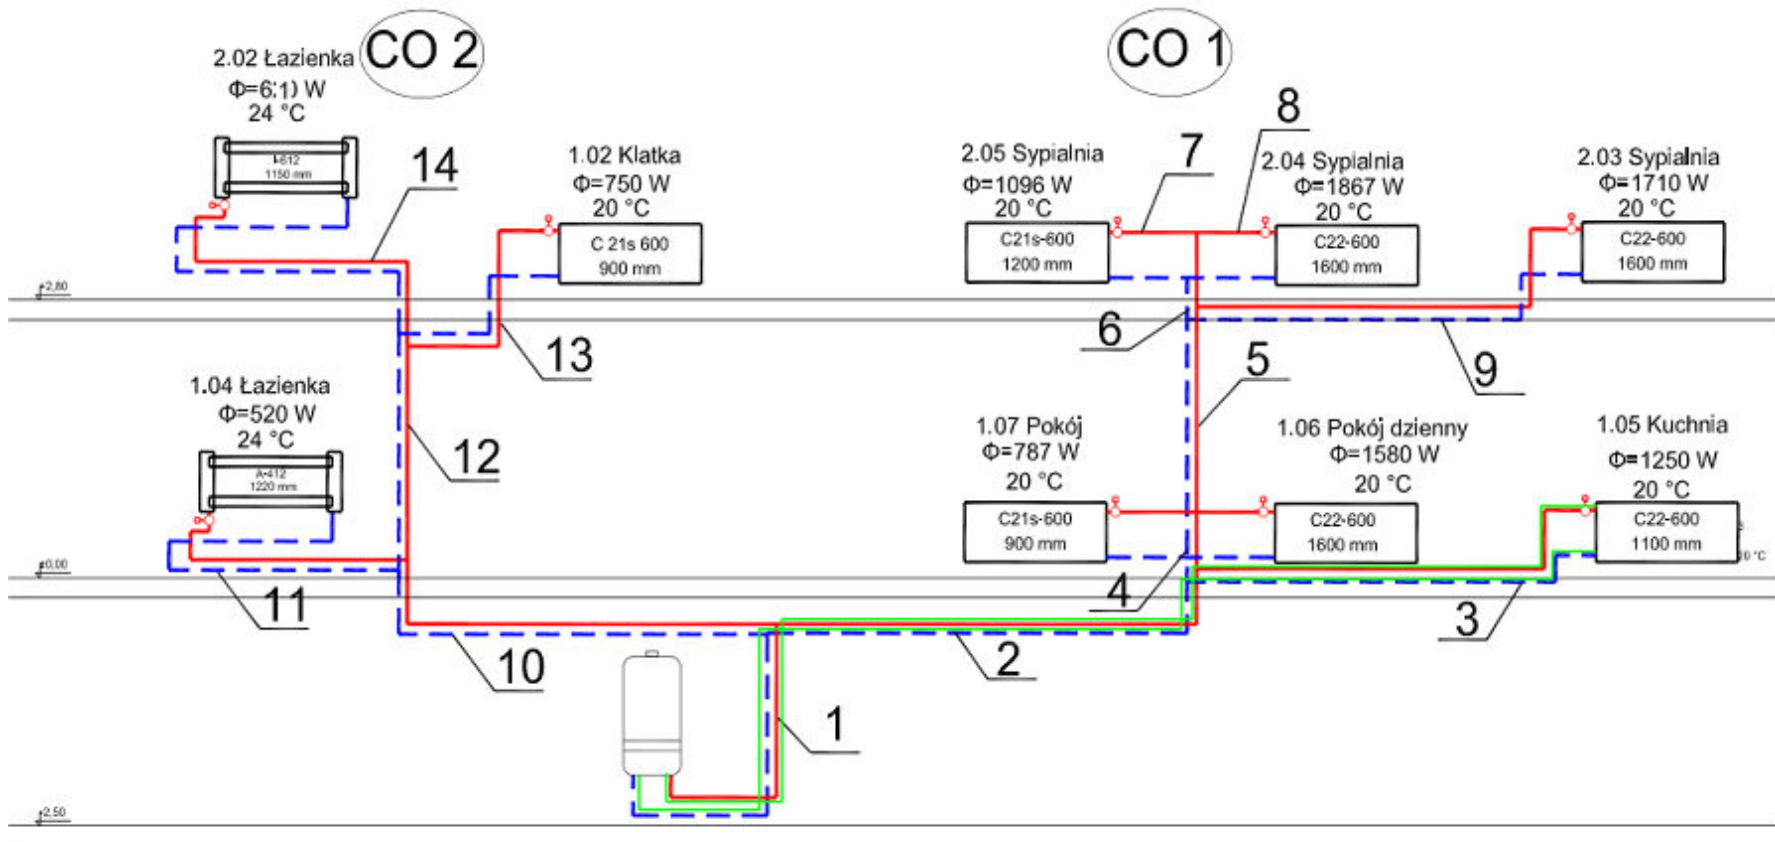 CO 2
CO 1
2.02 Łazienka
24 °C
1150 mm
14
1.02 Klatka
Φ=750 W
20 °C
C 21s 600
900 mm
2.05 Sypialnia
Φ=1096 W
20 °C
C21s-600
1200 mm
7
8
2.04 Sypialnia
Φ=1867 W
20 °C
C22-600
1600 mm
2.03 Sypialnia
Φ=1710 W
20 °C
C22-600
1600 mm
2,80
13
6
5
9
1.04 Łazienka
Φ=520 W
24 °C
A-412
1220 mm
12
1.07 Pokój
Φ=787 W
20 °C
C21s-600
900 mm
1.06 Pokój dzienny
Φ=1580 W
20 °C
C22-600
1600 mm
1.05 Kuchnia
Φ=1250 W
20 °C
C22-600
1100 mm
±0,00
11
4
3
10
2
1
2,50